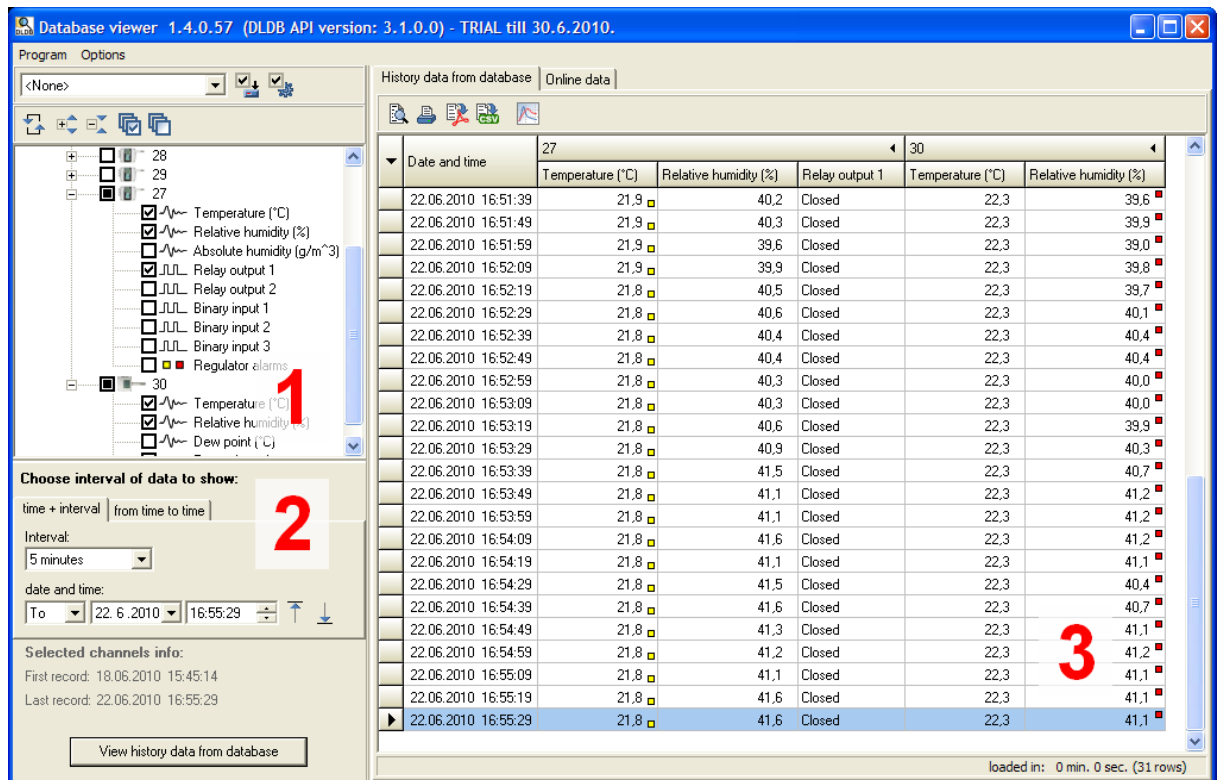 Database viewer 1.4.0.57 (DLDB API version: 3.1.0.0) - TRIAL till 30.6.2010.
Program Options
<None>
28
29
27
Temperature (°C)
Relative humidity (%)
Absolute humidity (g/m^3)
Relay output 1
Relay output 2
Binary input 1
Binary input 2
Binary input 3
Regulator alarms
30
Temperature (°C)
Relative humidity (%)
Dew point (°C)
1
Choose interval of data to show:
time + interval from time to time
2
Interval:
5 minutes
date and time:
To 22. 6 .2010 16:55:29
Selected channels info:
First record: 18.06.2010 15:45:14
Last record: 22.06.2010 16:55:29
View history data from database
History data from database Online data
CSV
27 30
Date and time Temperature (°C) Relative humidity (%) Relay output 1 Temperature (°C) Relative humidity (%)
22.06.2010 16:51:39 21,9 40,2 Closed 22,3 39,6
22.06.2010 16:51:49 21,9 40,3 Closed 22,3 39,9
22.06.2010 16:51:59 21,9 39,6 Closed 22,3 39,0
22.06.2010 16:52:09 21,9 39,9 Closed 22,3 39,8
22.06.2010 16:52:19 21,8 40,5 Closed 22,3 39,7
22.06.2010 16:52:29 21,8 40,6 Closed 22,3 40,1
22.06.2010 16:52:39 21,8 40,4 Closed 22,3 40,4
22.06.2010 16:52:49 21,8 40,4 Closed 22,3 40,4
22.06.2010 16:52:59 21,8 40,3 Closed 22,3 40,0
22.06.2010 16:53:09 21,8 40,3 Closed 22,3 40,0
22.06.2010 16:53:19 21,8 40,6 Closed 22,3 39,9
22.06.2010 16:53:29 21,8 40,9 Closed 22,3 40,3
22.06.2010 16:53:39 21,8 41,5 Closed 22,3 40,7
22.06.2010 16:53:49 21,8 41,1 Closed 22,3 41,2
22.06.2010 16:53:59 21,8 41,1 Closed 22,3 41,2
22.06.2010 16:54:09 21,8 41,6 Closed 22,3 41,2
22.06.2010 16:54:19 21,8 41,1 Closed 22,3 41,1
22.06.2010 16:54:29 21,8 41,5 Closed 22,3 40,4
22.06.2010 16:54:39 21,8 41,6 Closed 22,3 40,7
22.06.2010 16:54:49 21,8 41,3 Closed 22,3 41,1
22.06.2010 16:54:59 21,8 41,2 Closed 22,3 41,2
22.06.2010 16:55:09 21,8 41,1 Closed 22,3 41,1
22.06.2010 16:55:19 21,8 41,6 Closed 22,3 41,1
22.06.2010 16:55:29 21,8 41,6 Closed 22,3 41,1
3
loaded in: 0 min. 0 sec. (31 rows)